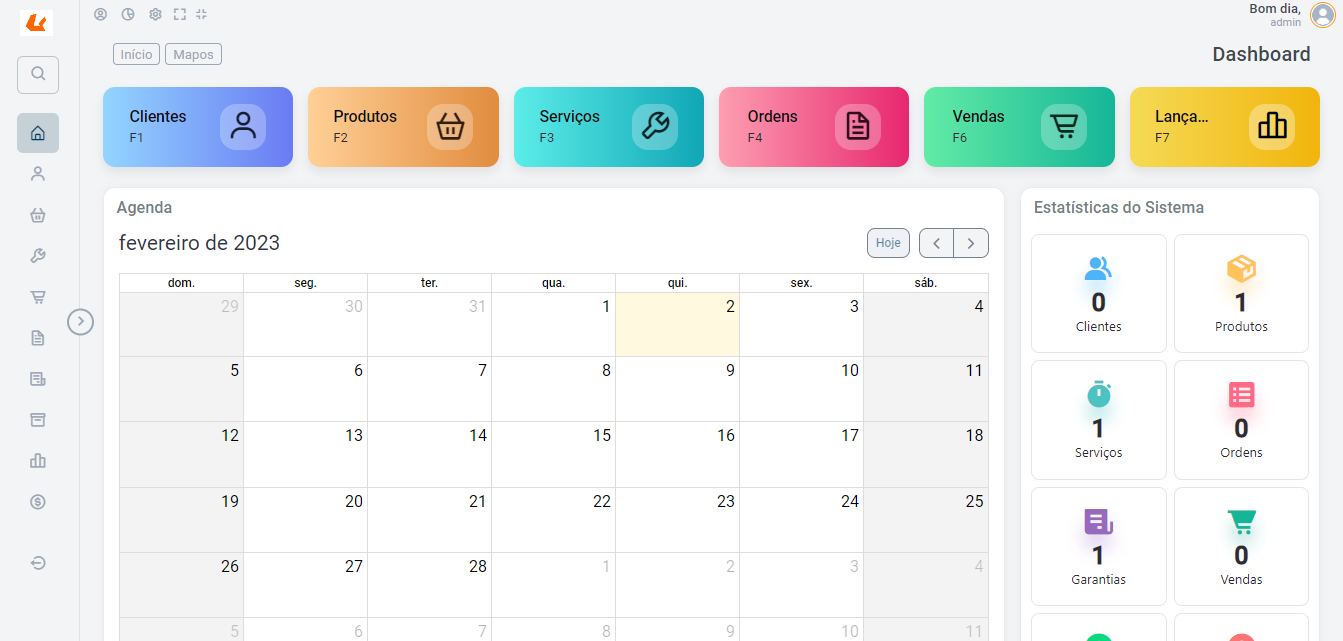 Bom dia,
admin
Início Mapos
Dashboard
Clientes
F1
Produtos
F2
Serviços
F3
Ordens
F4
Vendas
F6
Lança...
F7
Agenda
fevereiro de 2023
Hoje
dom. seg. ter. qua. qui. sex. sáb.
29 30 31 1 2 3 4
5 6 7 8 9 10 11
12 13 14 15 16 17 18
19 20 21 22 23 24 25
26 27 28 1 2 3 4
5 6 7 8 9 10 11
Estatísticas do Sistema
0
Clientes
1
Produtos
1
Serviços
0
Ordens
1
Garantias
0
Vendas